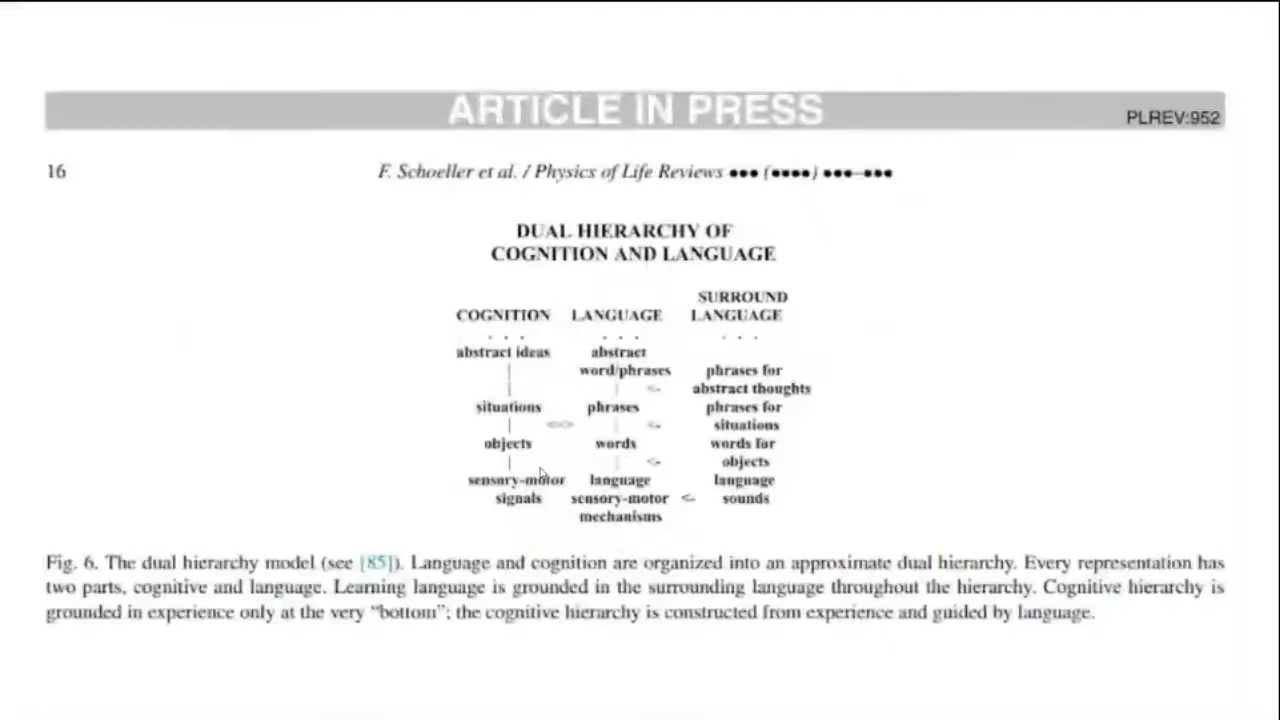 ARTICLE IN PRESS
PLREV:952
16
F. Schoeller et al. / Physics of Life Reviews ••• (••••) •••–•••
DUAL HIERARCHY OF
COGNITION AND LANGUAGE
SURROUND
COGNITION LANGUAGE LANGUAGE
. . . . . . . . .
abstract ideas abstract
word/phrases phrases for
<- abstract thoughts
situations phrases phrases for
<=> <- situations
objects words words for
<- objects
sensory-motor language language
signals sensory-motor <- sounds
mechanisms
Fig. 6. The dual hierarchy model (see [85]). Language and cognition are organized into an approximate dual hierarchy. Every representation has
two parts, cognitive and language. Learning language is grounded in the surrounding language throughout the hierarchy. Cognitive hierarchy is
grounded in experience only at the very “bottom”; the cognitive hierarchy is constructed from experience and guided by language.